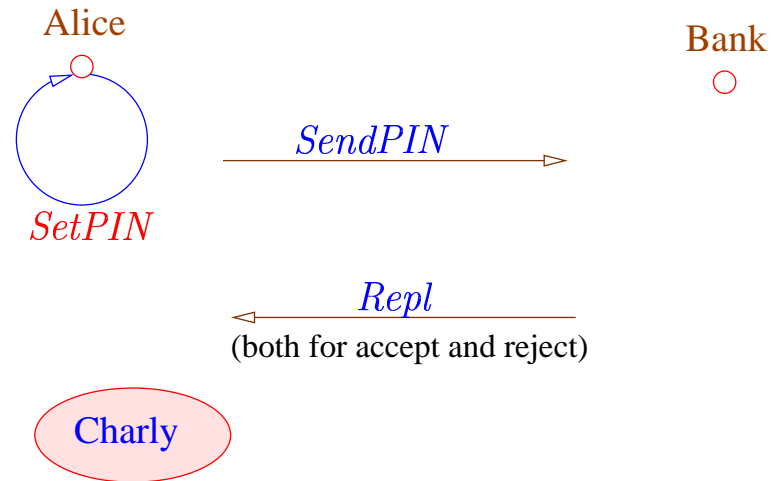 Alice
Bank
SendPIN
SetPIN
Repl
(both for accept and reject)
Charly